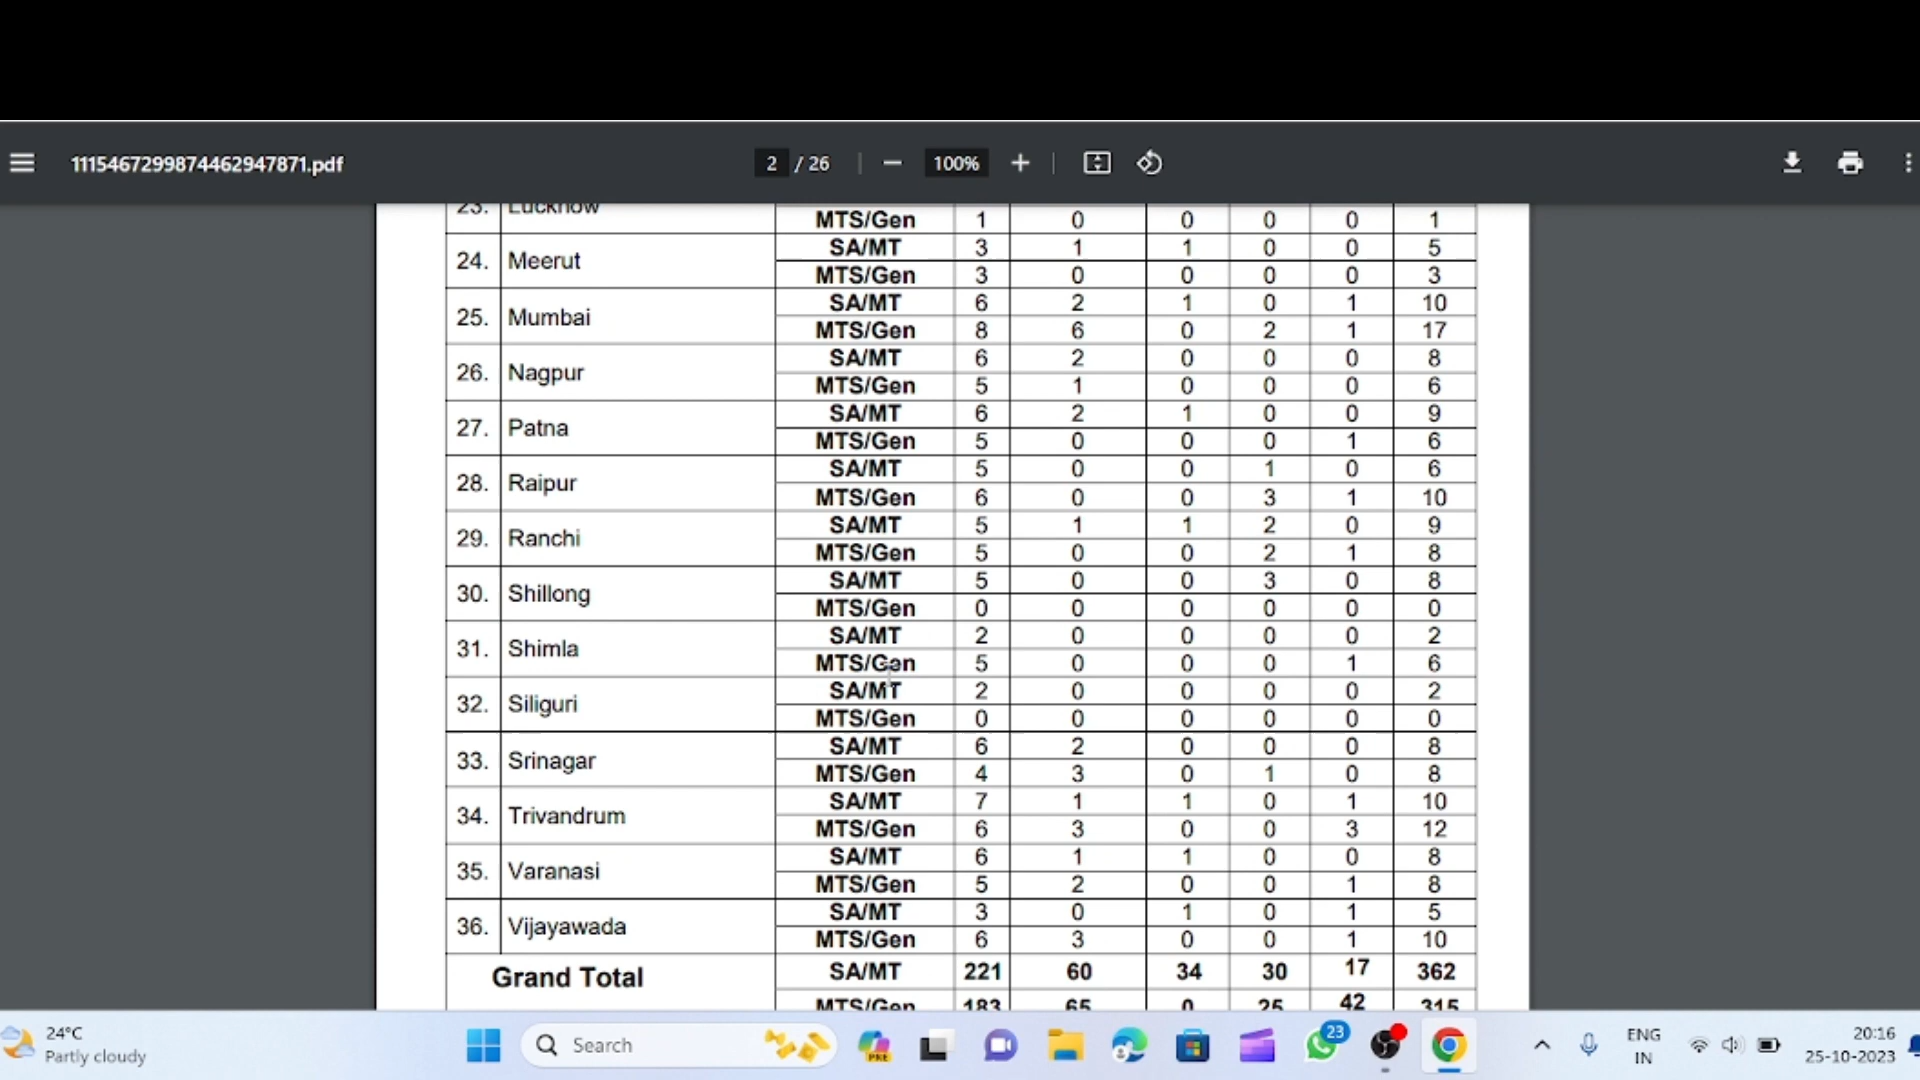 1115467299874462947871.pdf 2 / 26 100%
23. Lucknow
MTS/Gen 1 0 0 0 0 1
24. Meerut SA/MT 3 1 1 0 0 5
MTS/Gen 3 0 0 0 0 3
25. Mumbai SA/MT 6 2 1 0 1 10
MTS/Gen 8 6 0 2 1 17
26. Nagpur SA/MT 6 2 0 0 0 8
MTS/Gen 5 1 0 0 0 6
27. Patna SA/MT 6 2 1 0 0 9
MTS/Gen 5 0 0 0 1 6
28. Raipur SA/MT 5 0 0 1 0 6
MTS/Gen 6 0 0 3 1 10
29. Ranchi SA/MT 5 1 1 2 0 9
MTS/Gen 5 0 0 2 1 8
30. Shillong SA/MT 5 0 0 3 0 8
MTS/Gen 0 0 0 0 0 0
31. Shimla SA/MT 2 0 0 0 0 2
MTS/Gen 5 0 0 0 1 6
32. Siliguri SA/MT 2 0 0 0 0 2
MTS/Gen 0 0 0 0 0 0
33. Srinagar SA/MT 6 2 0 0 0 8
MTS/Gen 4 3 0 1 0 8
34. Trivandrum SA/MT 7 1 1 0 1 10
MTS/Gen 6 3 0 0 3 12
35. Varanasi SA/MT 6 1 1 0 0 8
MTS/Gen 5 2 0 0 1 8
36. Vijayawada SA/MT 3 0 1 0 1 5
MTS/Gen 6 3 0 0 1 10
Grand Total SA/MT 221 60 34 30 17 362
MTS/Gen 183 65 0 25 42 315
24°C
Partly cloudy
Search
PRE
23
ENG
IN
20:16
25-10-2023